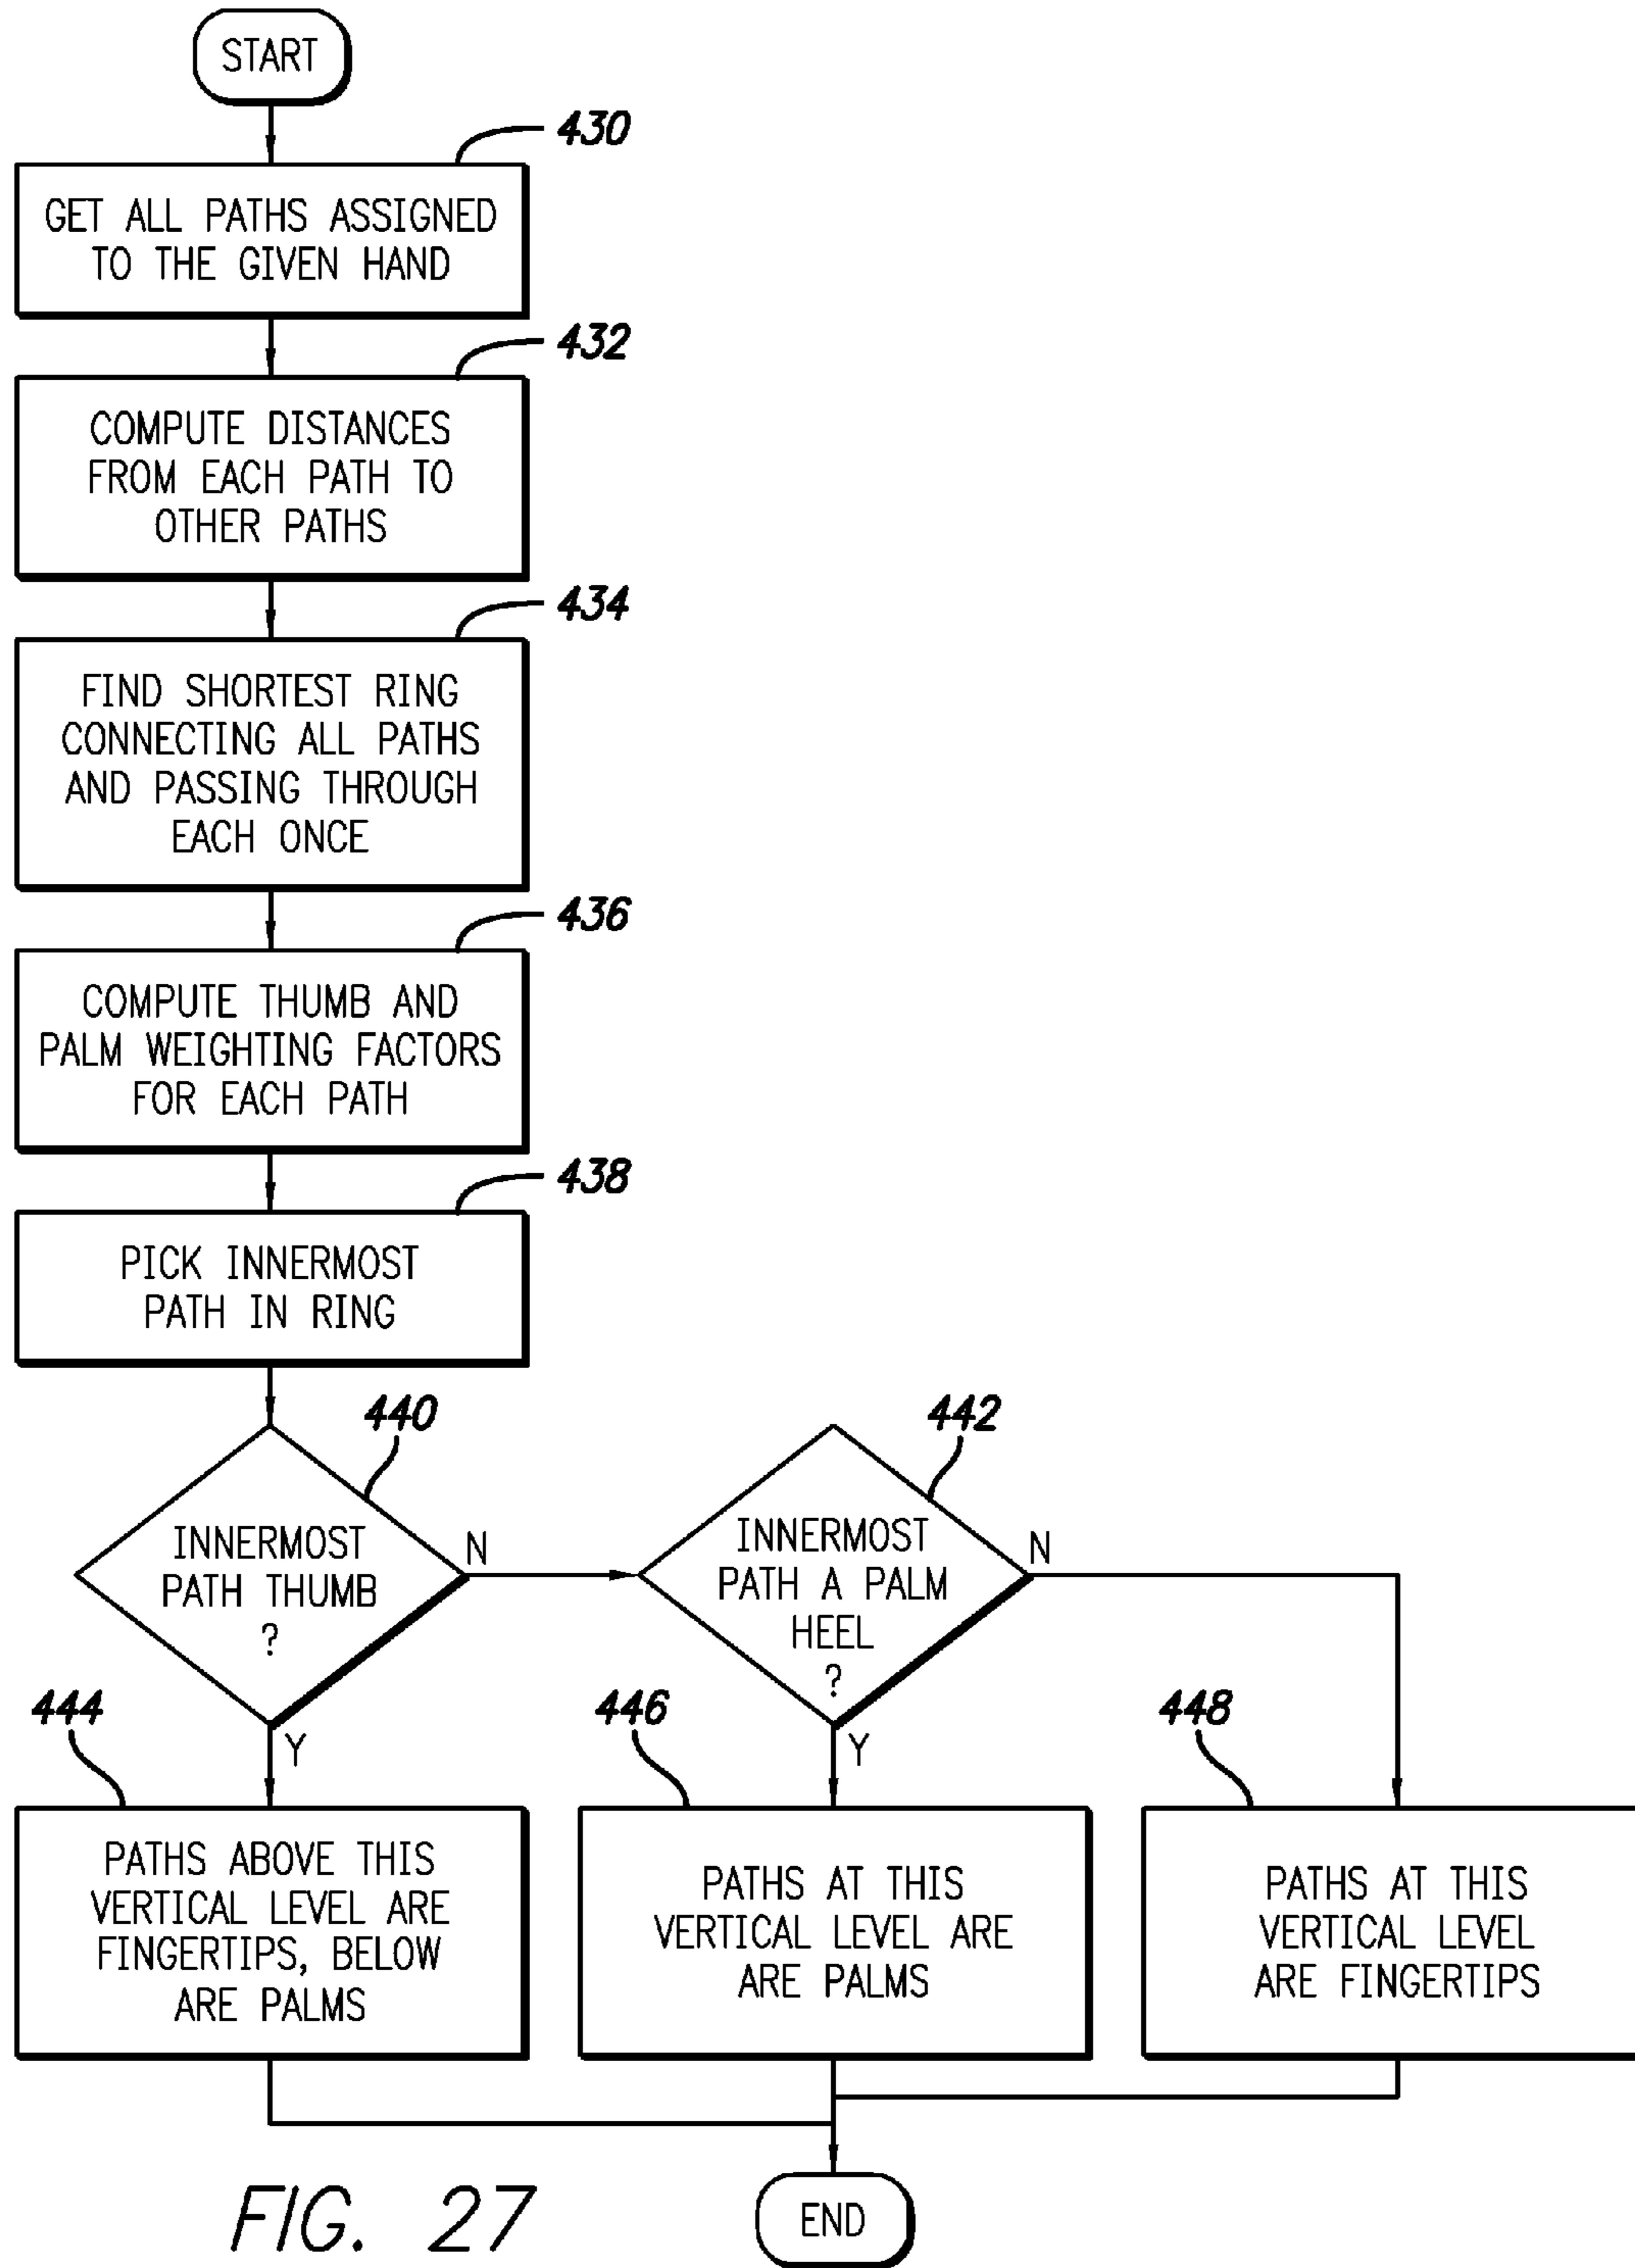 START
430
GET ALL PATHS ASSIGNED
TO THE GIVEN HAND
432
COMPUTE DISTANCES
FROM EACH PATH TO
OTHER PATHS
434
FIND SHORTEST RING
CONNECTING ALL PATHS
AND PASSING THROUGH
EACH ONCE
436
COMPUTE THUMB AND
PALM WEIGHTING FACTORS
FOR EACH PATH
438
PICK INNERMOST
PATH IN RING
440
INNERMOST
PATH THUMB
?
N
Y
442
INNERMOST
PATH A PALM
HEEL
?
N
Y
444
PATHS ABOVE THIS
VERTICAL LEVEL ARE
FINGERTIPS, BELOW
ARE PALMS
446
PATHS AT THIS
VERTICAL LEVEL ARE
ARE PALMS
448
PATHS AT THIS
VERTICAL LEVEL
ARE FINGERTIPS
END
FIG. 27